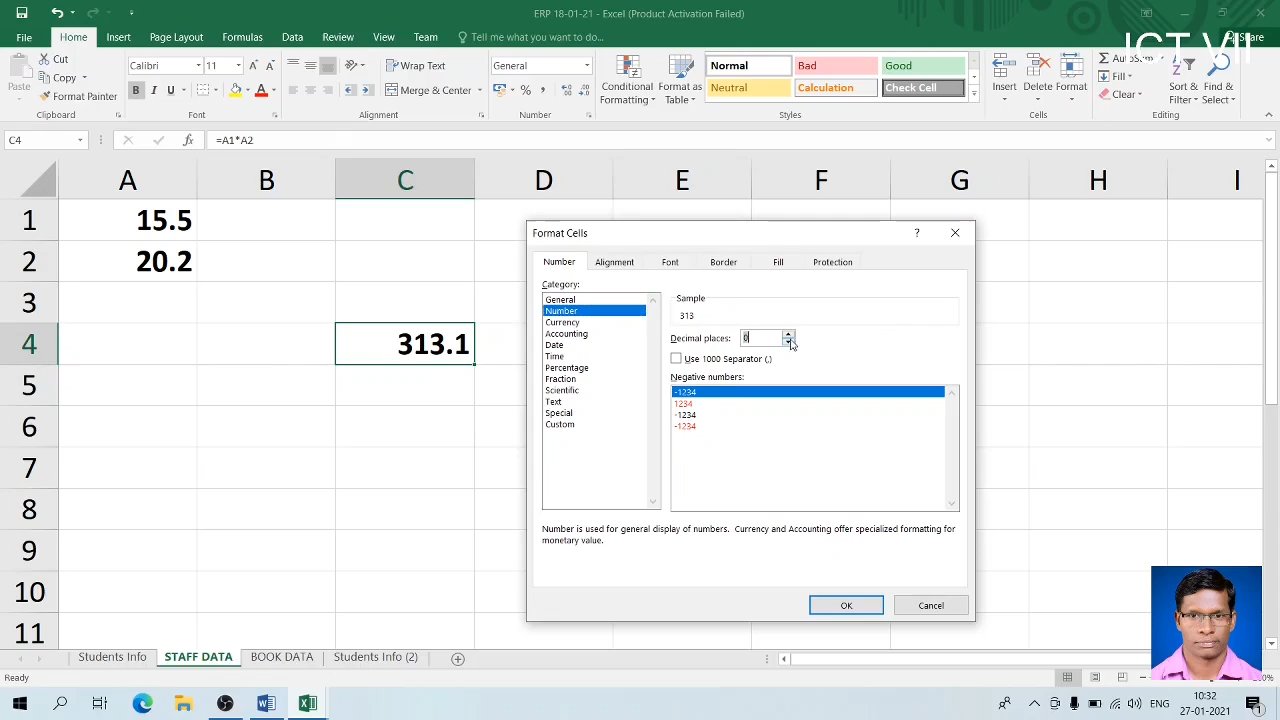 ERP 18-01-21 - Excel (Product Activation Failed)
File Home Insert Page Layout Formulas Data Review View Team Tell me what you want to do... Share
ICT VII
Cut
Copy
Format Painter
Paste
Clipboard
Calibri 11
B I U
Font
Wrap Text
Merge & Center
Alignment
General
% ,
Number
Conditional Formatting
Format as Table
Normal Bad Good
Neutral Calculation Check Cell
Styles
Insert Delete Format
Cells
Fill
Clear
Sort & Filter
Find & Select
Editing
C4 fx =A1*A2
A B C D E F G H I
1 15.5
2 20.2
3
4 313.1
5
6
7
8
9
10
11
Format Cells ?
Number Alignment Font Border Fill Protection
Category:
General
Number
Currency
Accounting
Date
Time
Percentage
Fraction
Scientific
Text
Special
Custom
Sample
313
Decimal places: 0
Use 1000 Separator (,)
Negative numbers:
-1234
1234
-1234
-1234
Number is used for general display of numbers. Currency and Accounting offer specialized formatting for
monetary value.
OK Cancel
Students Info STAFF DATA BOOK DATA Students Info (2)
Ready
ENG
10:32
27-01-2021